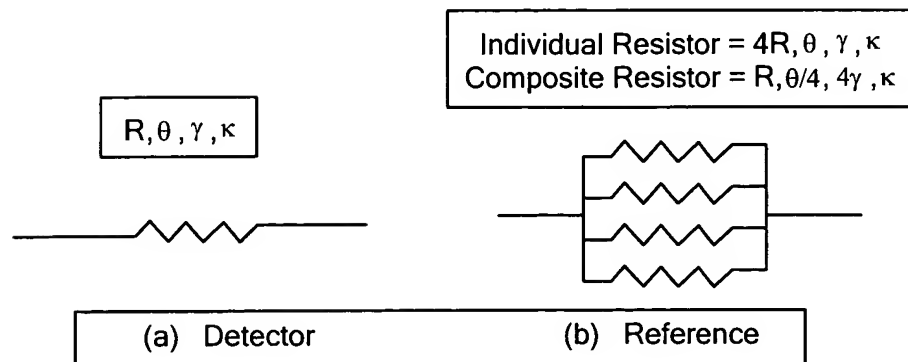 Individual Resistor = 4R, θ, γ, κ
Composite Resistor = R, θ/4, 4γ, κ
R, θ, γ, κ
(a) Detector (b) Reference